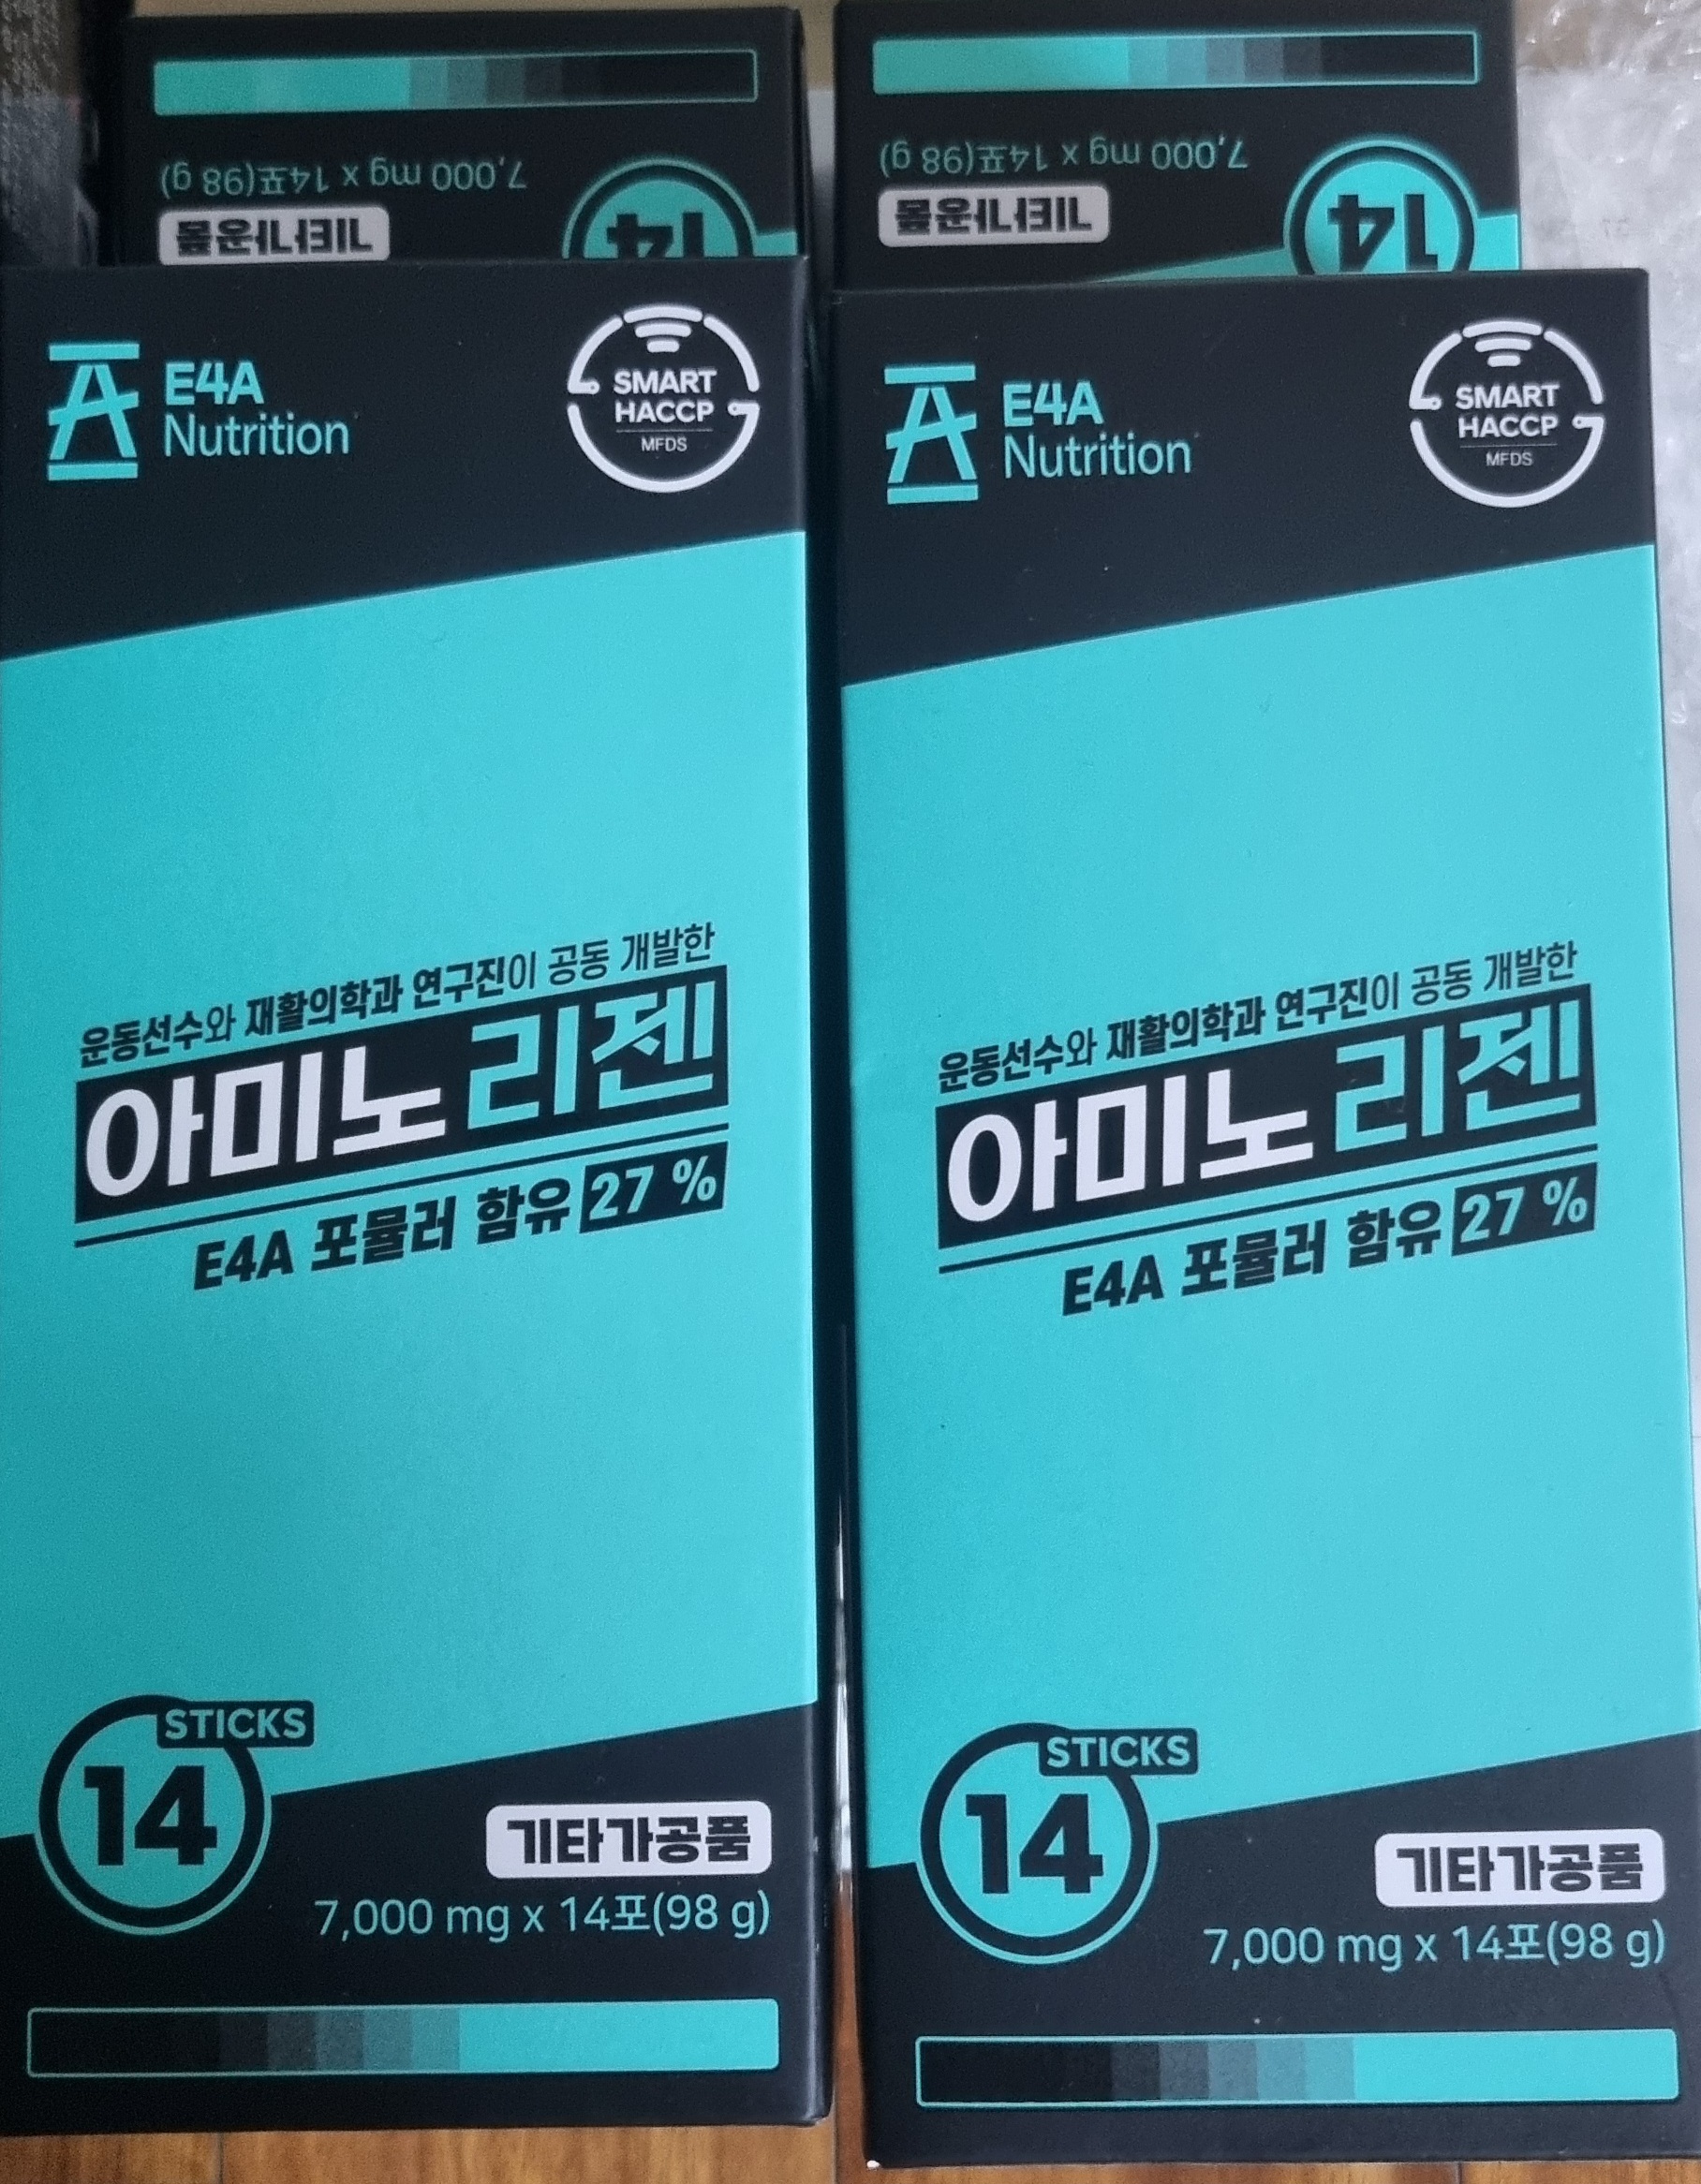 7,000 mg x 14포(98 g)
기타가공품
14
7,000 mg x 14포(98 g)
기타가공품
14
E4A
Nutrition
SMART
HACCP
MFDS
운동선수와 재활의학과 연구진이 공동 개발한
아미노리젠
E4A 포뮬러 함유 27 %
STICKS
14
기타가공품
7,000 mg x 14포(98 g)
E4A
Nutrition
SMART
HACCP
MFDS
운동선수와 재활의학과 연구진이 공동 개발한
아미노리젠
E4A 포뮬러 함유 27 %
STICKS
14
기타가공품
7,000 mg x 14포(98 g)